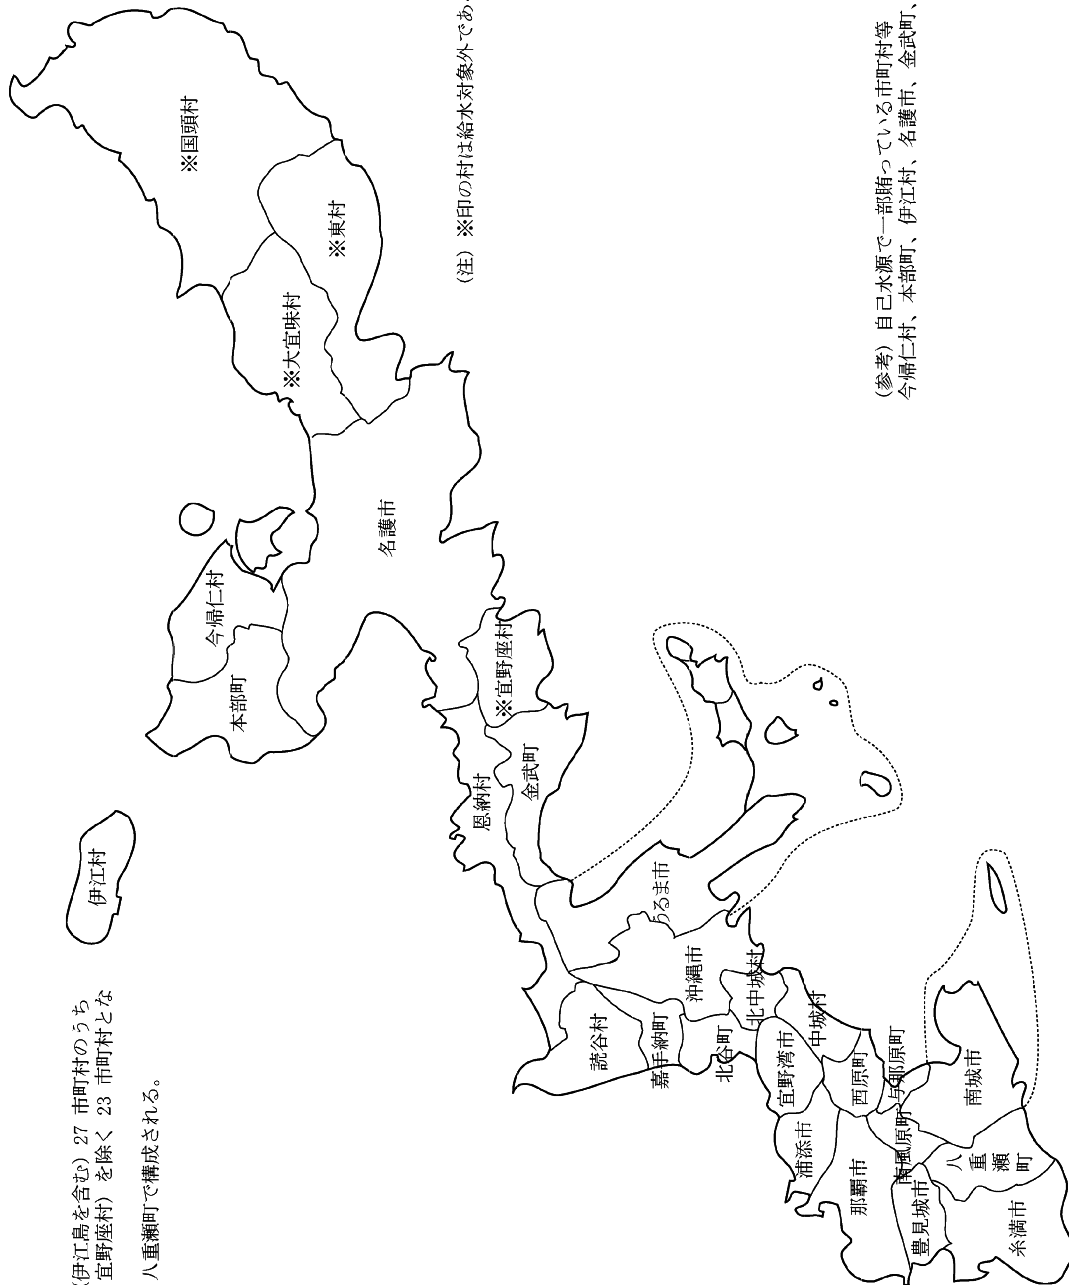 (伊江島を含む) 27 市町村のうち
宜野座村) を除く 23 市町村とな
八重瀬町で構成される。
(注) ※印の村は給水対象外であ
(参考) 自己水源で一部賄っている市町村等
今帰仁村、本部町、伊江村、名護市、金武町、
※国頭村
※東村
※大宜味村
名護市
今帰仁村
本部町
伊江村
※宜野座村
金武町
恩納村
うるま市
沖縄市
読谷村
嘉手納町
北谷町
北中城村
中城村
宜野湾市
西原町
浦添市
那覇市
与那原町
南風原町
南城市
豊見城市
八重瀬町
糸満市